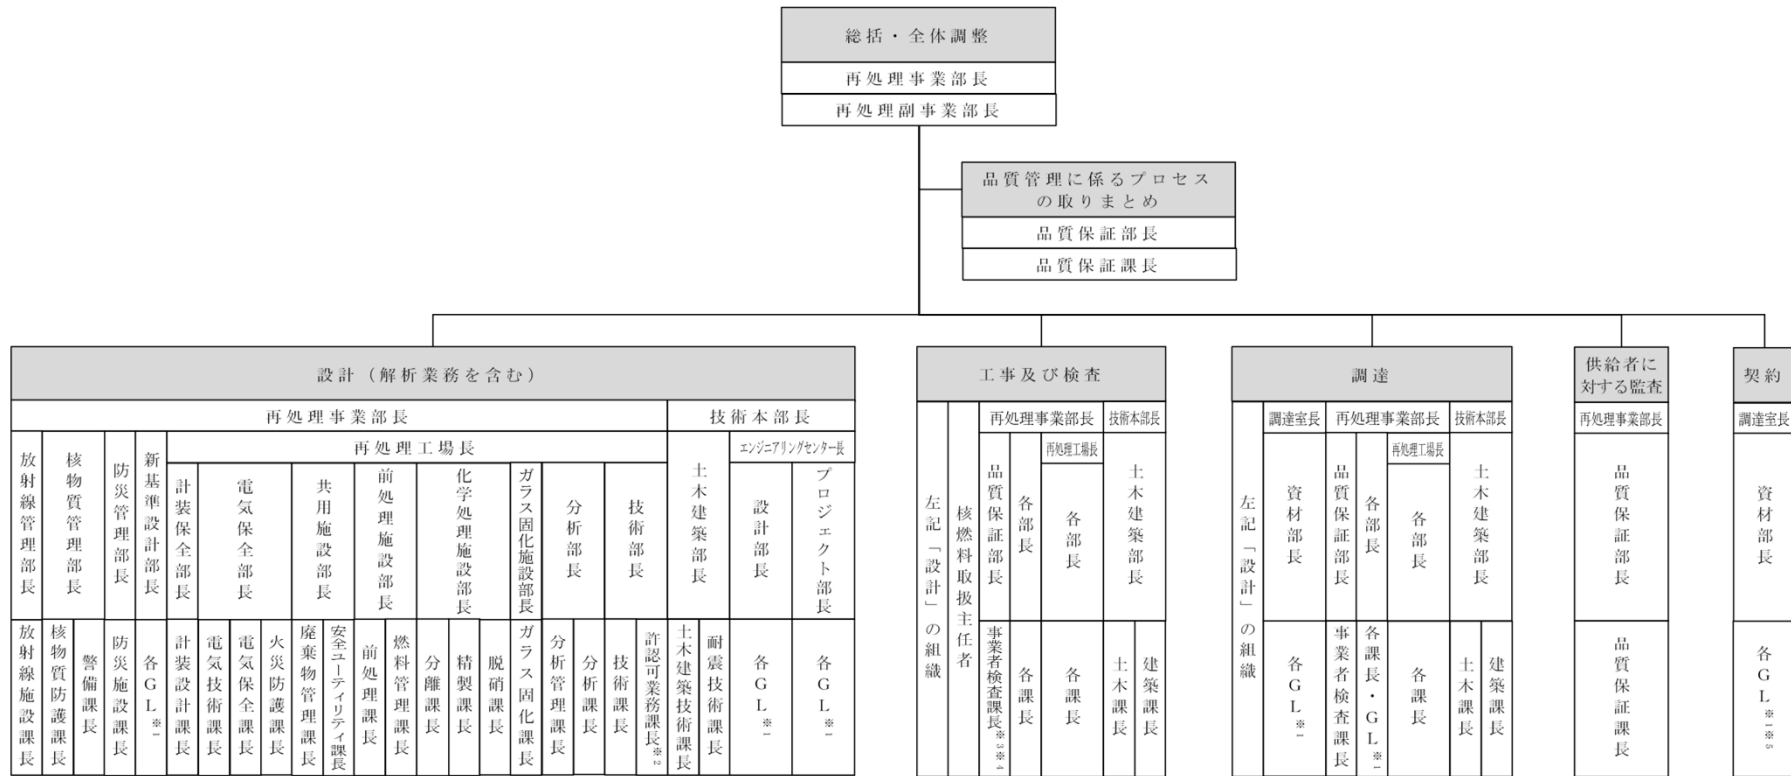 総括・全体調整
再処理事業部長
再処理副事業部長
品質管理に係るプロセス
の取りまとめ
品質保証部長
品質保証課長
設計（解析業務を含む）
再処理事業部長
技術本部長
放射線管理部長
核物質管理部長
防災管理部長
新基準設計部長
再処理工場長
計装保全部長
電気保全部長
共用施設部長
前処理施設部長
化学処理施設部長
ガラス固化施設部長
分析部長
技術部長
土木建築部長
エンジニアリングセンター長
設計部長
プロジェクト部長
放射線施設課長
核物質防護課長
警備課長
防災施設課長
各GL※1
計装設計課長
電気技術課長
電気保全課長
火災防護課長
廃棄物管理課長
安全ユーティリティ課長
前処理課長
燃料管理課長
分離課長
精製課長
脱硝課長
ガラス固化課長
分析管理課長
分析課長
技術課長
許認可業務課長※2
土木建築技術課長
耐震技術課長
各GL※1
各GL※1
工事及び検査
左記「設計」の組織
核燃料取扱主任者
再処理事業部長
技術本部長
品質保証部長
各部長
再処理工場長
各部長
土木建築部長
事業者検査課長※3※4
各課長
各課長
土木課長
建築課長
調達
左記「設計」の組織
調達室長
再処理事業部長
技術本部長
資材部長
品質保証部長
各部長
再処理工場長
各部長
土木建築部長
各GL※1
事業者検査課長
各課長・GL※1
各課長
土木課長
建築課長
供給者に
対する監査
再処理事業部長
品質保証部長
品質保証課長
契約
調達室長
資材部長
各GL※1※5